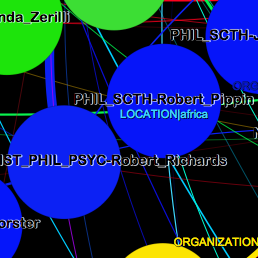 nda_Zerilli
PHIL_SCTH-J
PHIL_SCTH-Robert_Pippin
LOCATION|africa
IST_PHIL_PSYC-Robert_Richards
orster
ORGANIZATION